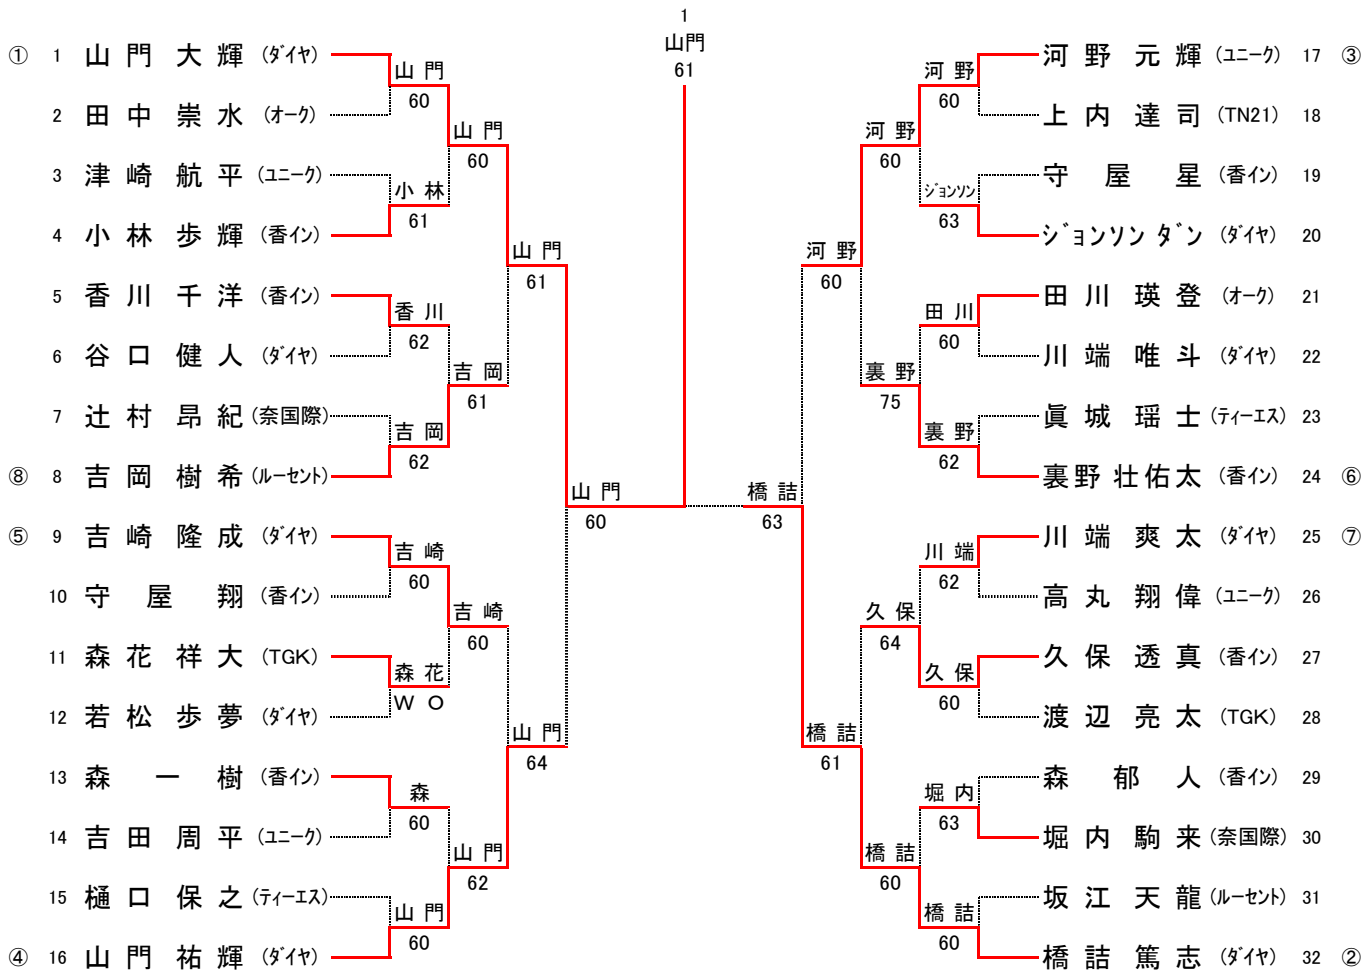 1
山門
61
① 1 山門 大輝 (ダイヤ)
2 田中 崇水 (オーク)
3 津崎 航平 (ユニーク)
4 小林 歩輝 (香イン)
5 香川 千洋 (香イン)
6 谷口 健人 (ダイヤ)
7 辻村 昂紀 (奈国際)
⑧ 8 吉岡 樹希 (ルーセント)
⑤ 9 吉崎 隆成 (ダイヤ)
10 守屋 翔 (香イン)
11 森花 祥大 (TGK)
12 若松 歩夢 (ダイヤ)
13 森 一樹 (香イン)
14 吉田 周平 (ユニーク)
15 樋口 保之 (ティーエス)
④ 16 山門 祐輝 (ダイヤ)
山門
60
小林
61
香川
62
吉岡
62
吉崎
60
森花
WO
森
60
山門
60
山門
60
吉岡
61
吉崎
60
山門
62
山門
61
山門
64
山門
60
橋詰
63
河野
60
橋詰
61
河野
60
裏野
75
久保
64
橋詰
60
河野
60
ジョンソン
63
田川
60
裏野
62
川端
62
久保
60
堀内
63
橋詰
60
河野 元輝 (ユニーク) 17 ③
上内 達司 (TN21) 18
守屋 星 (香イン) 19
ジョンソン ダン (ダイヤ) 20
田川 瑛登 (オーク) 21
川端 唯斗 (ダイヤ) 22
眞城 瑶士 (ティーエス) 23
裏野 壮佑太 (香イン) 24 ⑥
川端 爽太 (ダイヤ) 25 ⑦
高丸 翔偉 (ユニーク) 26
久保 透真 (香イン) 27
渡辺 亮太 (TGK) 28
森 郁人 (香イン) 29
堀内 駒来 (奈国際) 30
坂江 天龍 (ルーセント) 31
橋詰 篤志 (ダイヤ) 32 ②